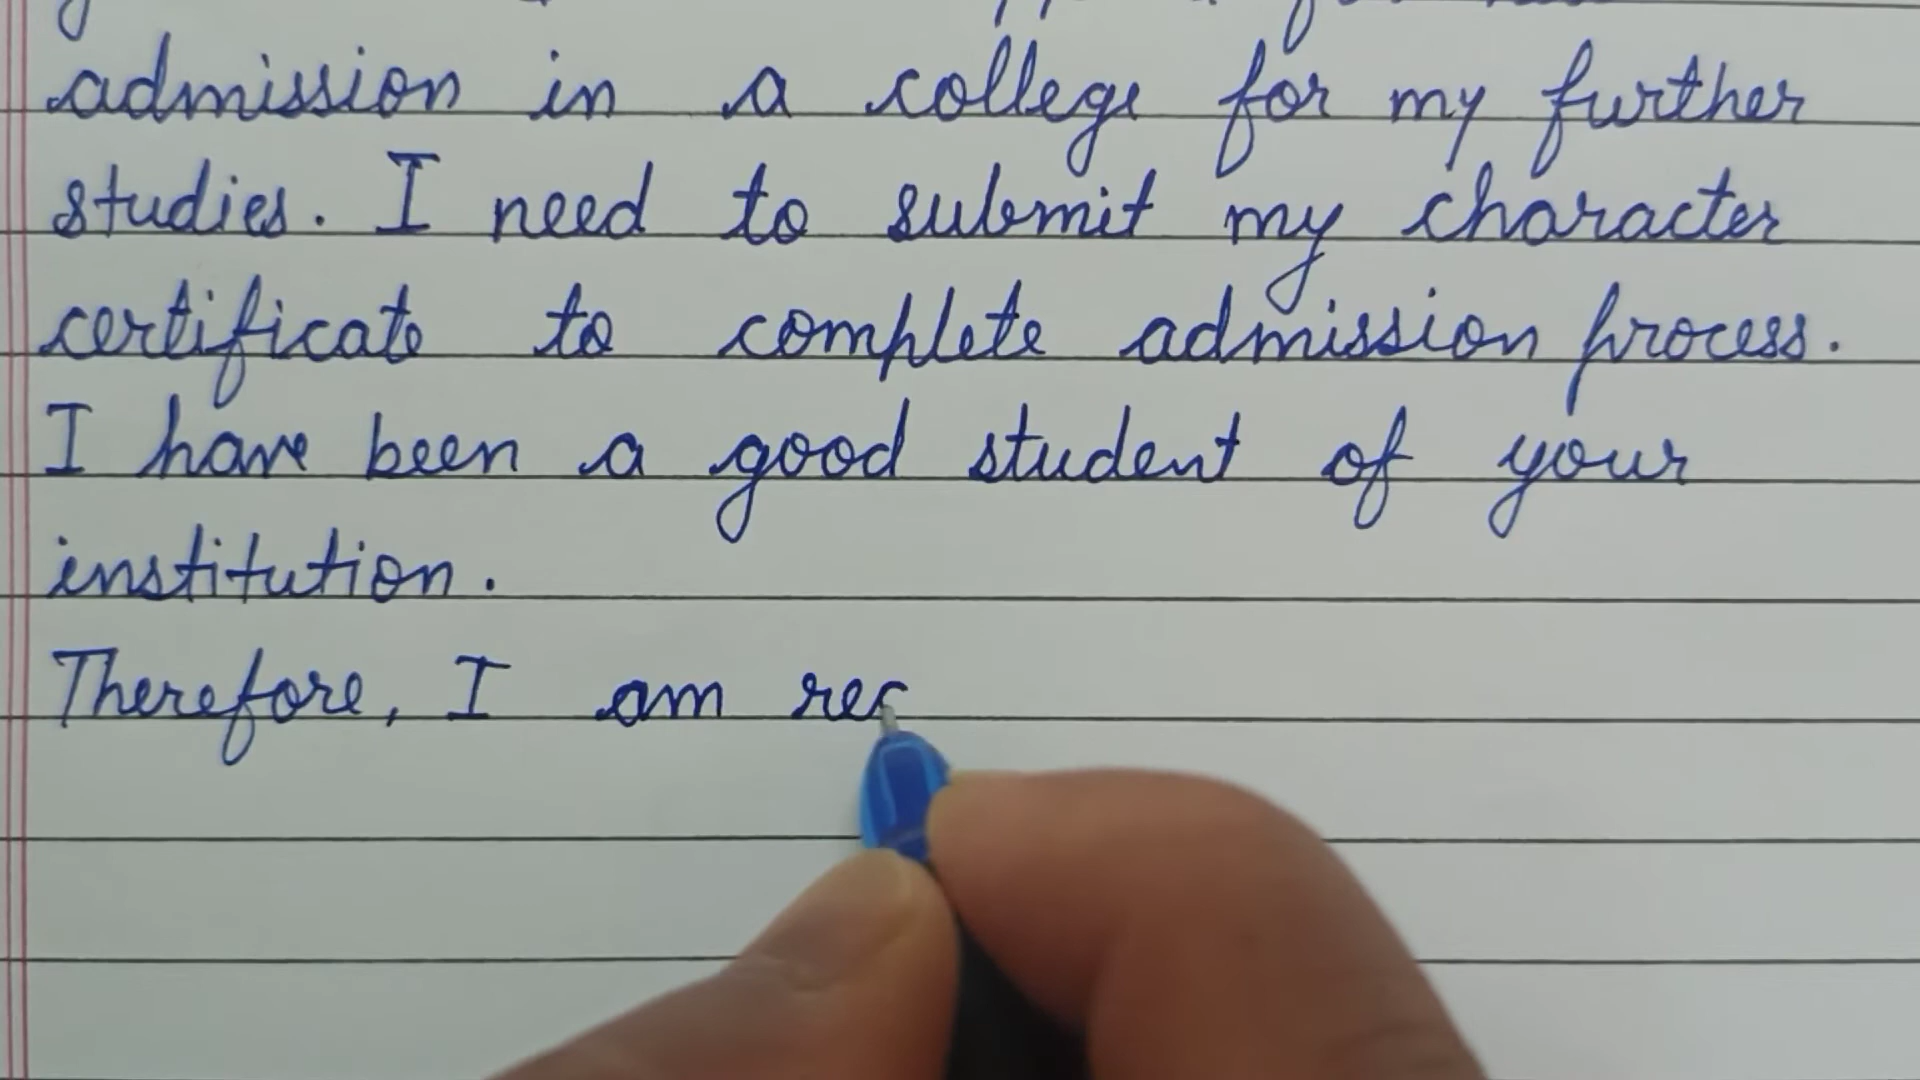 admission in a college for my further
studies. I need to submit my character
certificate to complete admission process.
I have been a good student of your
institution.
Therefore, I am rec